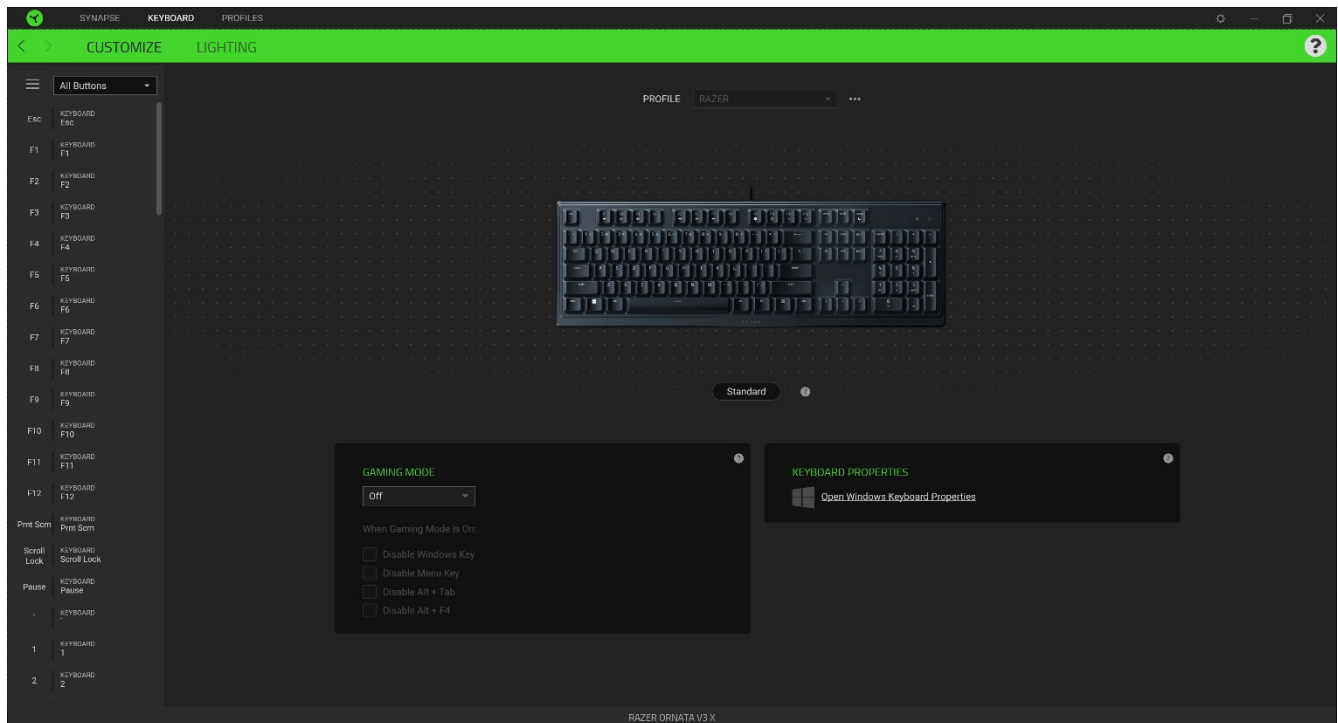 SYNAPSE KEYBOARD PROFILES
CUSTOMIZE LIGHTING
?
All Buttons
PROFILE RAZER
Esc KEYBOARD
Esc
F1 KEYBOARD
F1
F2 KEYBOARD
F2
F3 KEYBOARD
F3
F4 KEYBOARD
F4
F5 KEYBOARD
F5
F6 KEYBOARD
F6
F7 KEYBOARD
F7
F8 KEYBOARD
F8
F9 KEYBOARD
F9
F10 KEYBOARD
F10
F11 KEYBOARD
F11
F12 KEYBOARD
F12
Prnt Scrn KEYBOARD
Prnt Scrn
Scroll Lock KEYBOARD
Scroll Lock
Pause KEYBOARD
Pause
KEYBOARD
1 KEYBOARD
1
2 KEYBOARD
2
Standard ?
GAMING MODE ?
Off
When Gaming Mode is On:
Disable Windows Key
Disable Menu Key
Disable Alt + Tab
Disable Alt + F4
KEYBOARD PROPERTIES ?
Open Windows Keyboard Properties
RAZER ORNATA V3 X